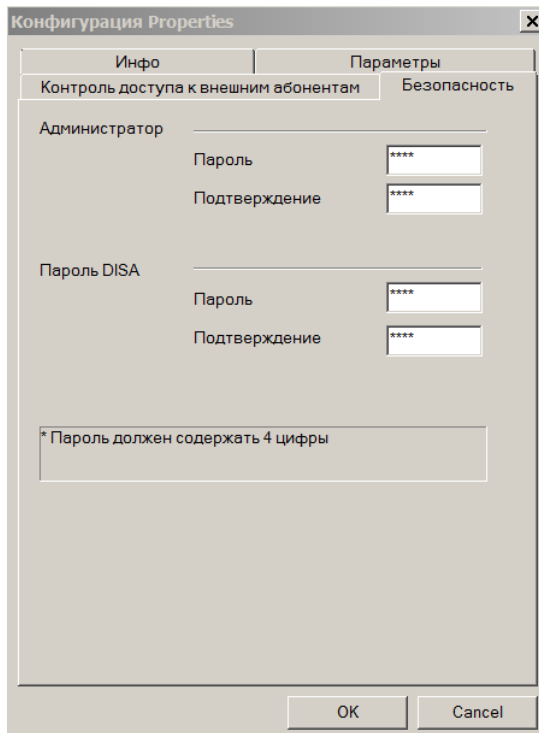 Конфигурация Properties
Инфо Параметры
Контроль доступа к внешним абонентам Безопасность
Администратор
Пароль ****
Подтверждение ****
Пароль DISA
Пароль ****
Подтверждение ****
* Пароль должен содержать 4 цифры
OK Cancel